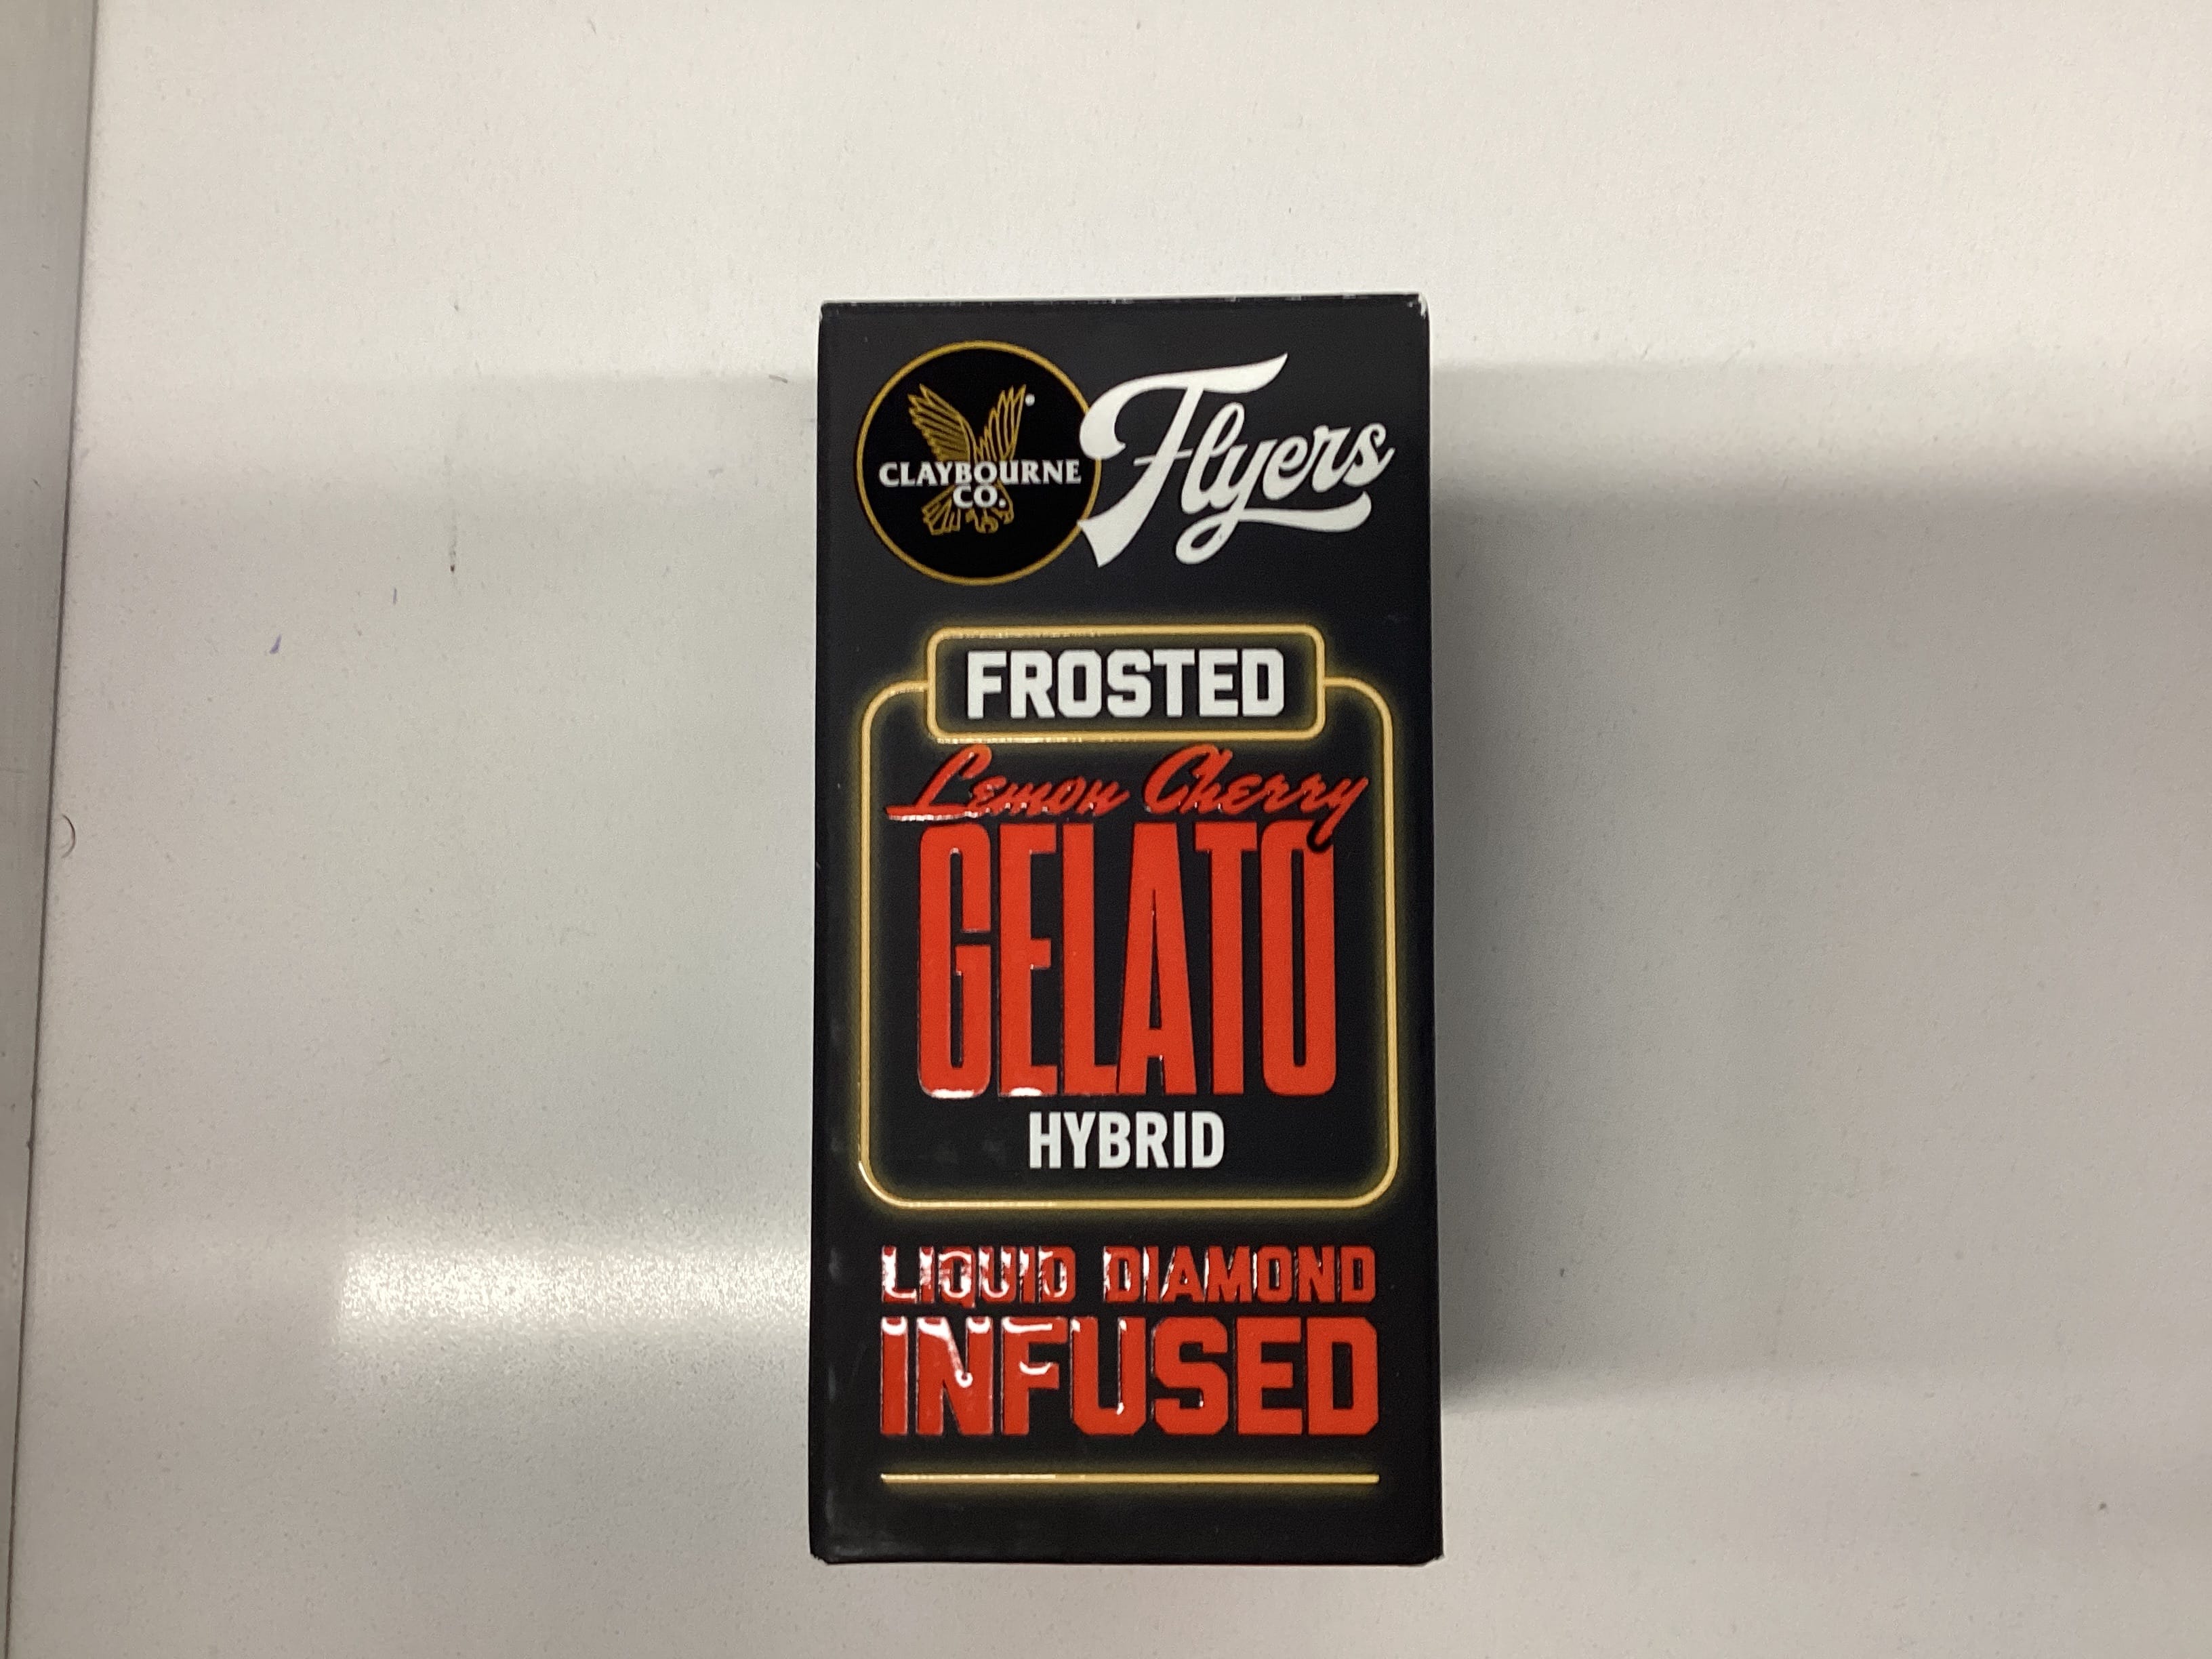 CLAYBOURNE
CO.
Flyers
FROSTED
Lemon Cherry
GELATO
HYBRID
LIQUID DIAMOND
INFUSED